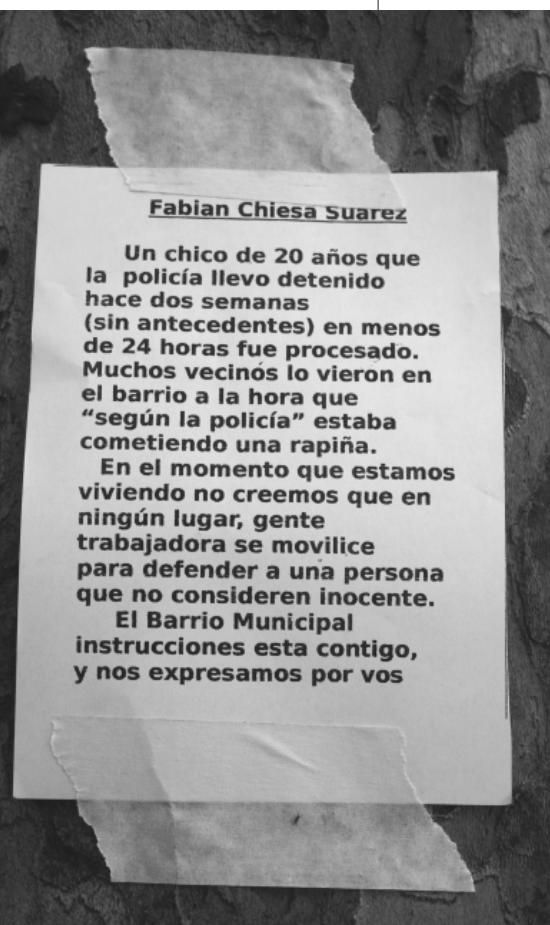 Fabian Chiesa Suarez
Un chico de 20 años que
la policía llevo detenido
hace dos semanas
(sin antecedentes) en menos
de 24 horas fue procesado.
Muchos vecinos lo vieron en
el barrio a la hora que
“según la policía” estaba
cometiendo una rapiña.
En el momento que estamos
viviendo no creemos que en
ningún lugar, gente
trabajadora se movilice
para defender a una persona
que no consideren inocente.
El Barrio Municipal
instrucciones esta contigo,
y nos expresamos por vos